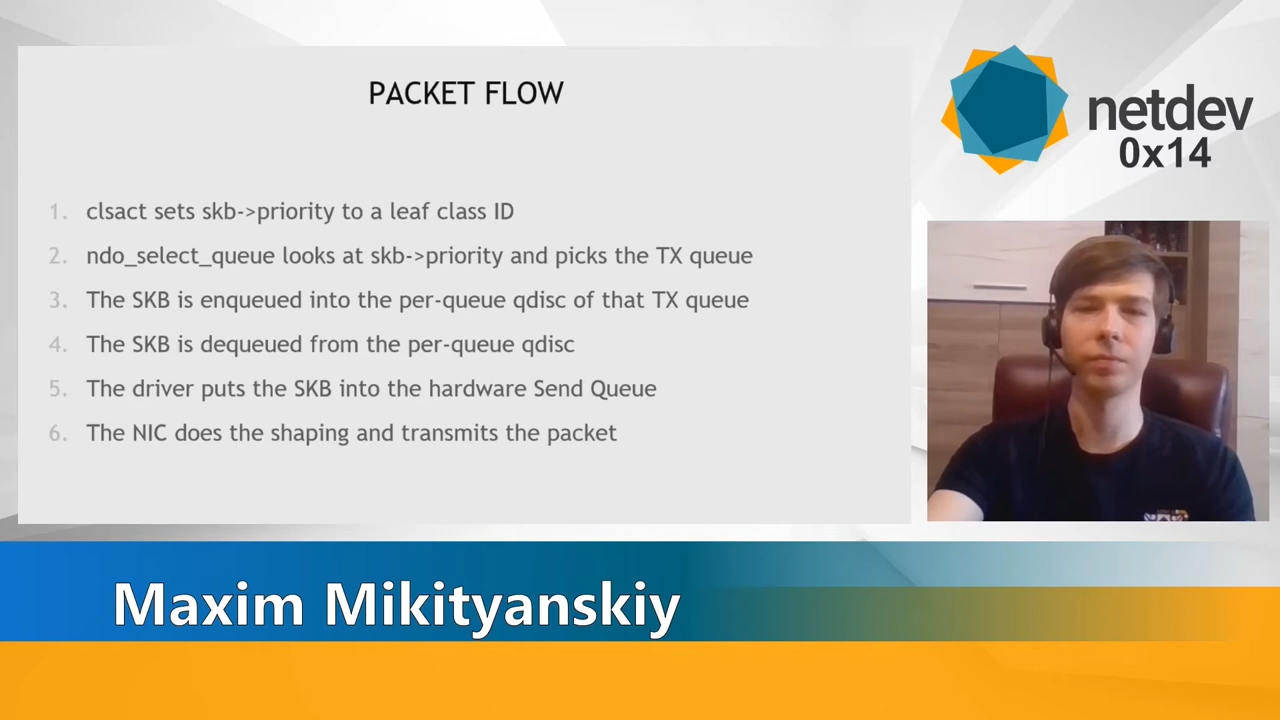 PACKET FLOW
1. clsact sets skb->priority to a leaf class ID
2. ndo_select_queue looks at skb->priority and picks the TX queue
3. The SKB is enqueued into the per-queue qdisc of that TX queue
4. The SKB is dequeued from the per-queue qdisc
5. The driver puts the SKB into the hardware Send Queue
6. The NIC does the shaping and transmits the packet
netdev
0x14
Maxim Mikityanskiy